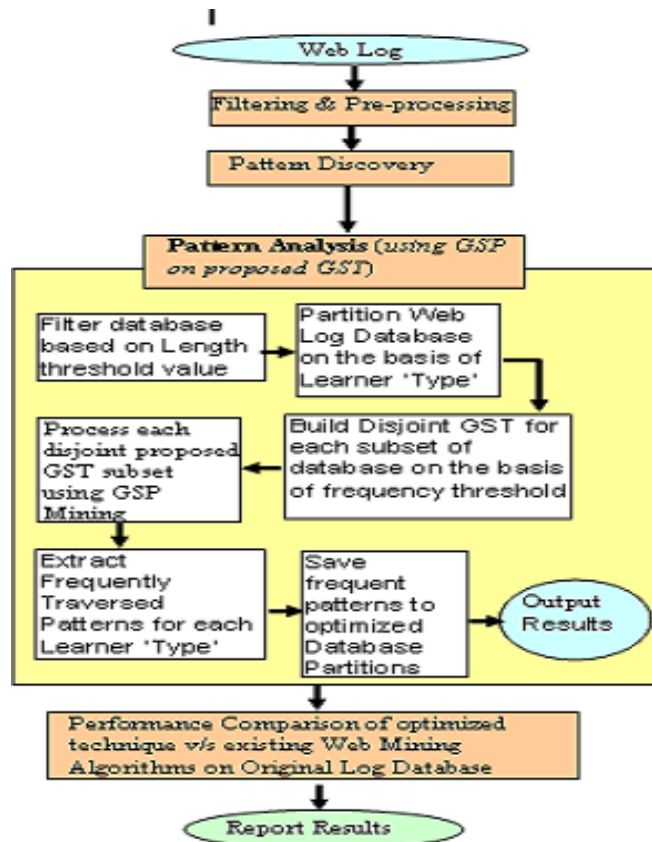 Web Log
Filtering & Pre-processing
Pattern Discovery
Pattern Analysis (using GSP
on proposed GST)
Filter database
based on Length
threshold value
Partition Web
Log Database
on the basis of
Learner 'Type'
Build Disjoint GST for
each subset of
database on the basis
of frequency threshold
Process each
disjoint proposed
GST subset
using GSP
Mining
Extract
Frequently
Traversed
Patterns for each
Learner 'Type'
Save
frequent
patterns to
optimized
Database
Partitions
Output
Results
Performance Comparison of optimized
technique v/s existing Web Mining
Algorithms on Original Log Database
Report Results